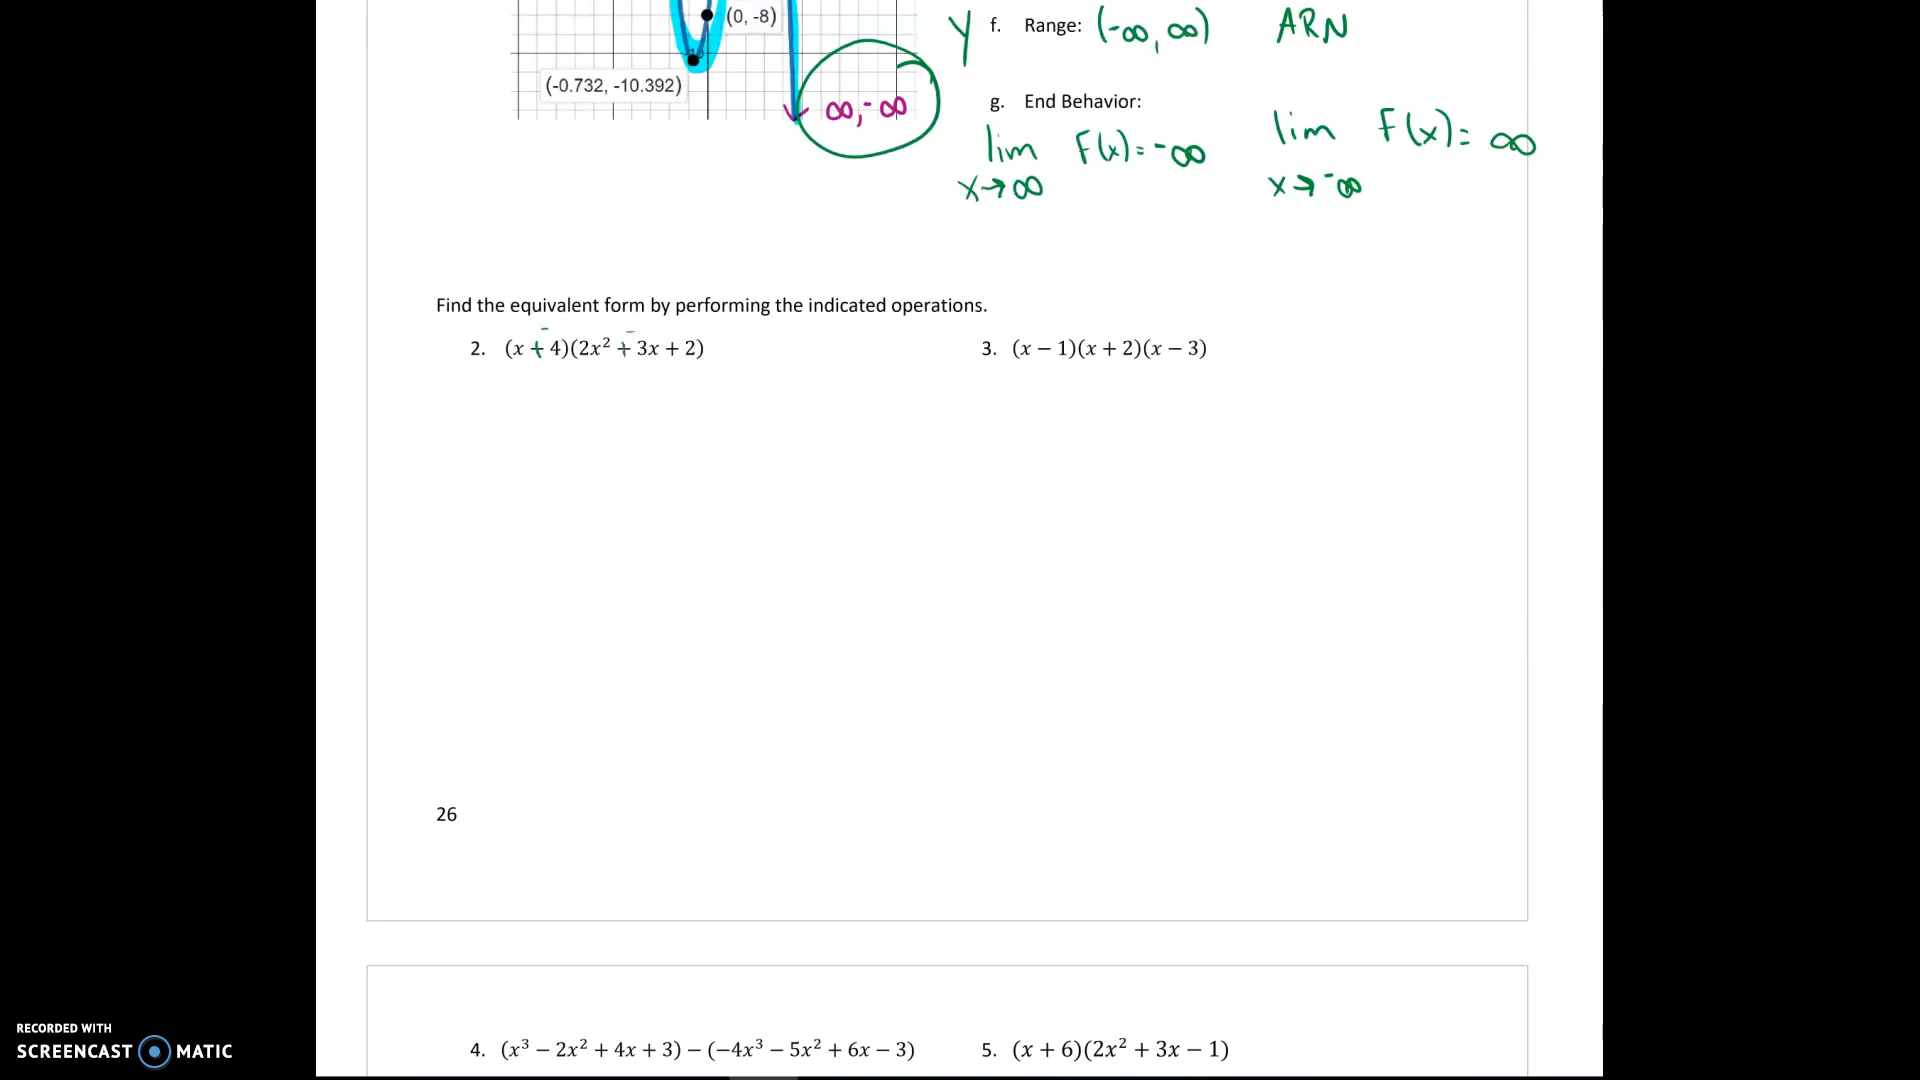 (0, -8)
(-0.732, -10.392)
∞, -∞
y f. Range: (-∞, ∞) ARN
g. End Behavior:
lim F(x) = -∞ lim F(x) = ∞
x→∞ x→-∞
Find the equivalent form by performing the indicated operations.
2. (x + 4)(2x² + 3x + 2) 3. (x − 1)(x + 2)(x − 3)
26
4. (x³ − 2x² + 4x + 3) − (−4x³ − 5x² + 6x − 3) 5. (x + 6)(2x² + 3x − 1)
RECORDED WITH
SCREENCAST MATIC